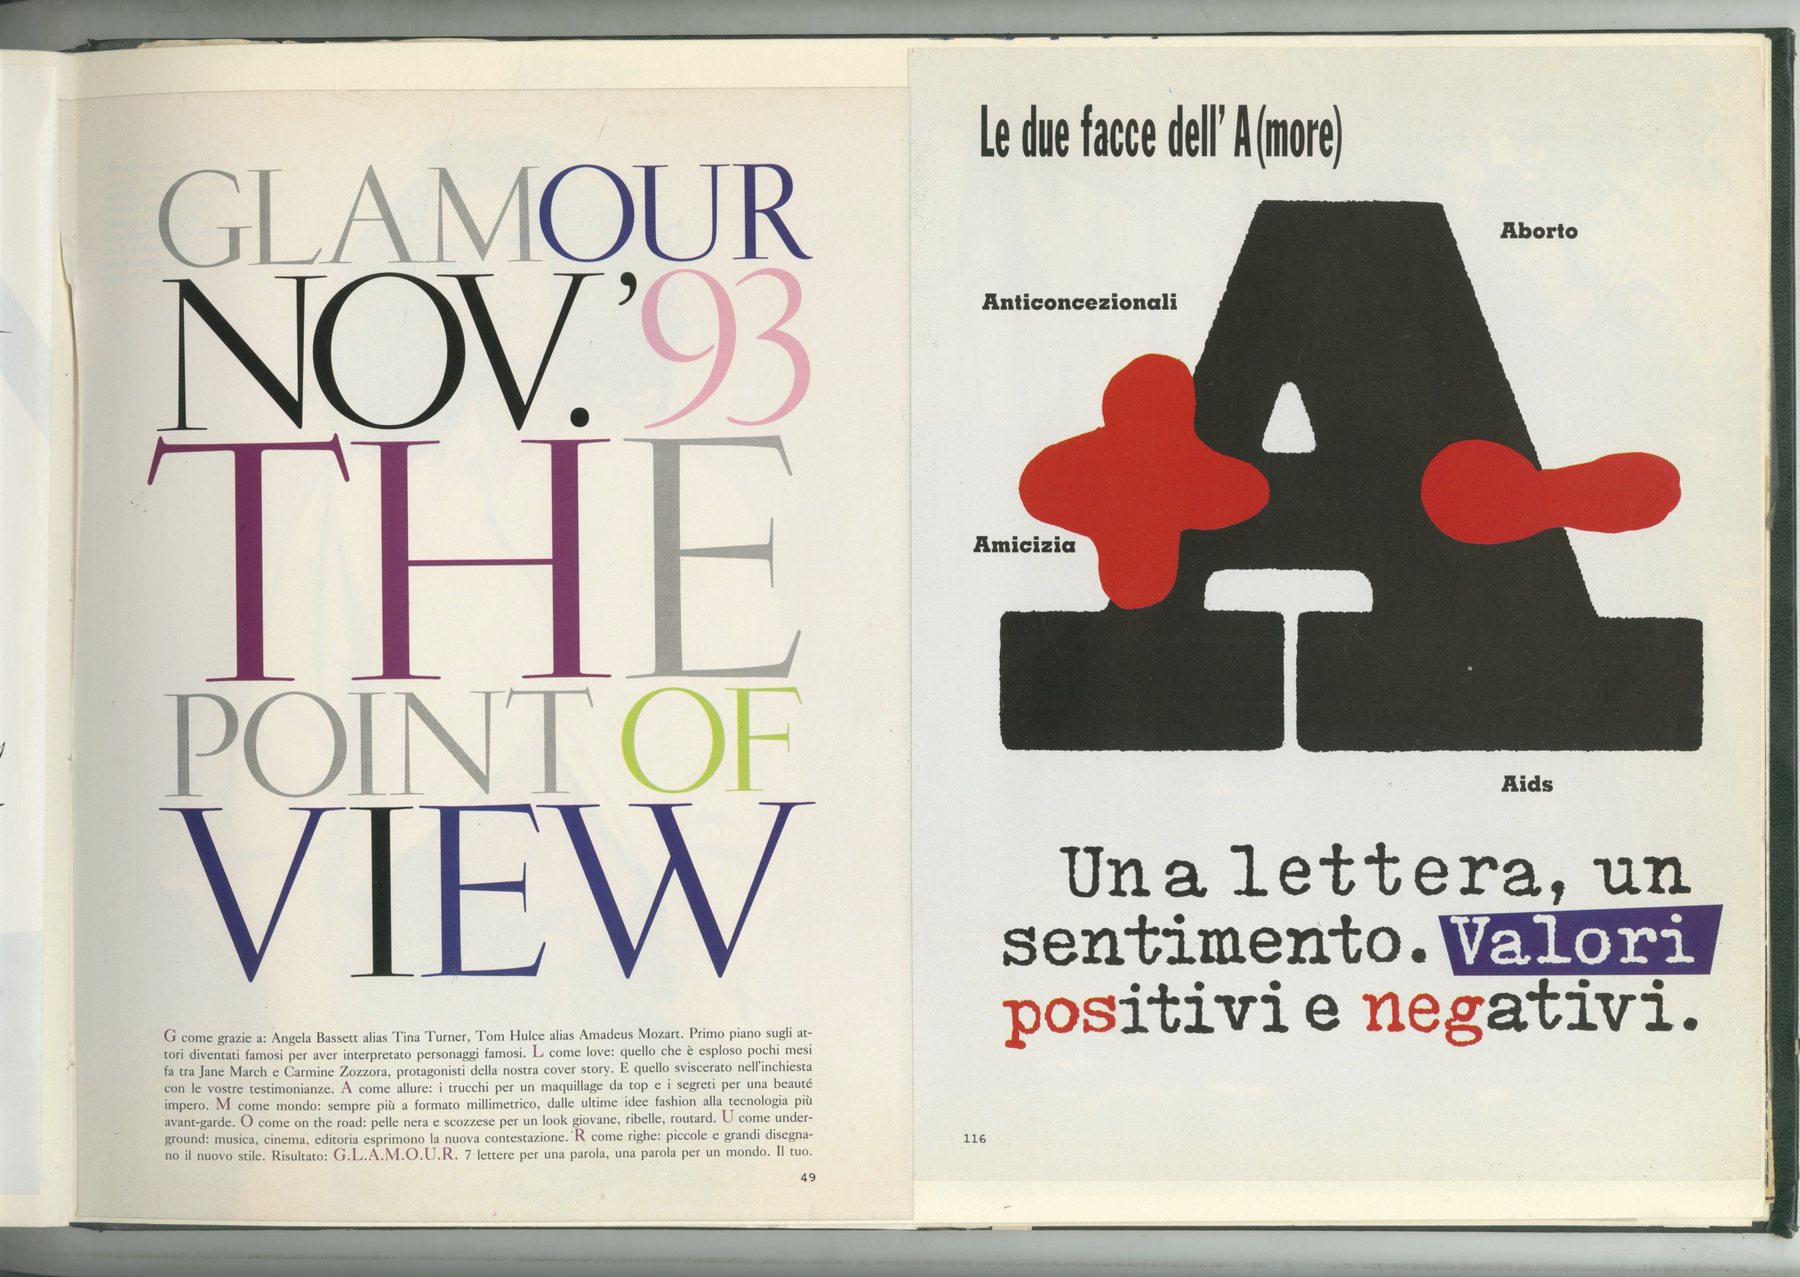 GLAMOUR
NOV.'93
THE
POINT OF
VIEW
G come grazie a: Angela Bassett alias Tina Turner, Tom Hulce alias Amadeus Mozart. Primo piano sugli at-
tori diventati famosi per aver interpretato personaggi famosi. L come love: quello che è esploso pochi mesi
fa tra Jane March e Carmine Zozzora, protagonisti della nostra cover story. E quello sviscerato nell'inchiesta
con le vostre testimonianze. A come allure: i trucchi per un maquillage da top e i segreti per una beauté
impero. M come mondo: sempre più a formato millimetrico, dalle ultime idee fashion alla tecnologia più
avant-garde. O come on the road: pelle nera e scozzese per un look giovane, ribelle, routard. U come under-
ground: musica, cinema, editoria esprimono la nuova contestazione. R come righe: piccole e grandi disegna-
no il nuovo stile. Risultato: G.L.A.M.O.U.R. 7 lettere per una parola, una parola per un mondo. Il tuo.
49
Le due facce dell' A(more)
Aborto
Anticoncezionali
Amicizia
A
Aids
Una lettera, un
sentimento. Valori
positivi e negativi.
116